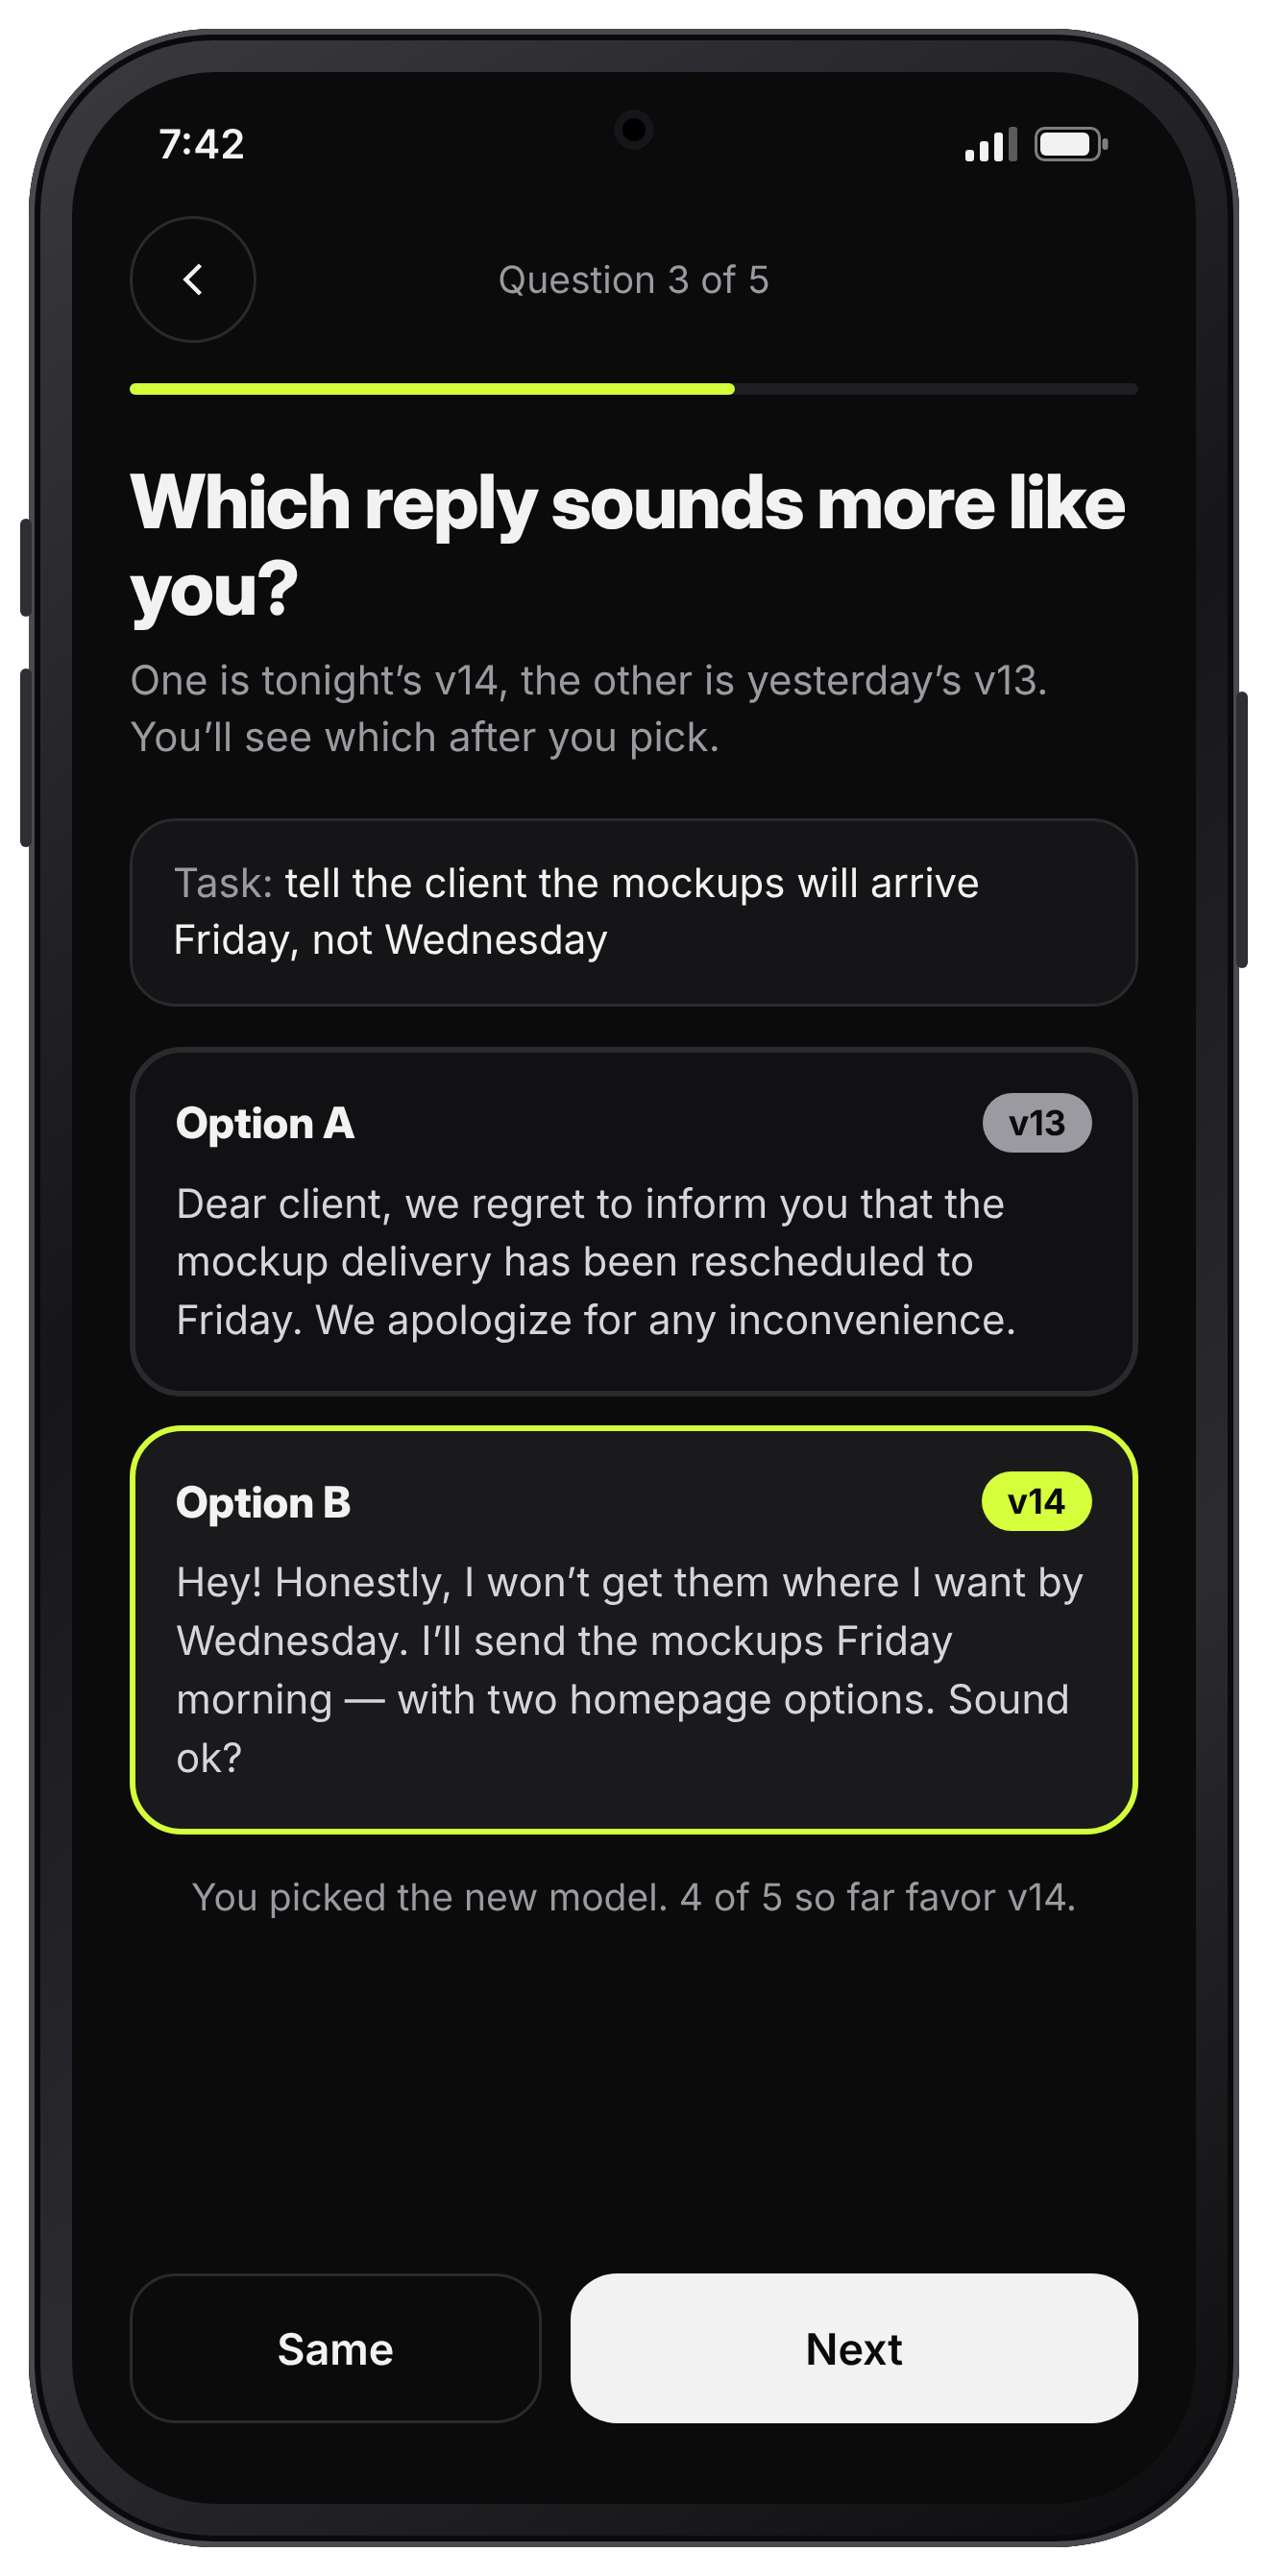 7:42
Question 3 of 5
Which reply sounds more like
you?
One is tonight’s v14, the other is yesterday’s v13.
You’ll see which after you pick.
Task: tell the client the mockups will arrive
Friday, not Wednesday
Option A
v13
Dear client, we regret to inform you that the
mockup delivery has been rescheduled to
Friday. We apologize for any inconvenience.
Option B
v14
Hey! Honestly, I won’t get them where I want by
Wednesday. I’ll send the mockups Friday
morning — with two homepage options. Sound
ok?
You picked the new model. 4 of 5 so far favor v14.
Same
Next